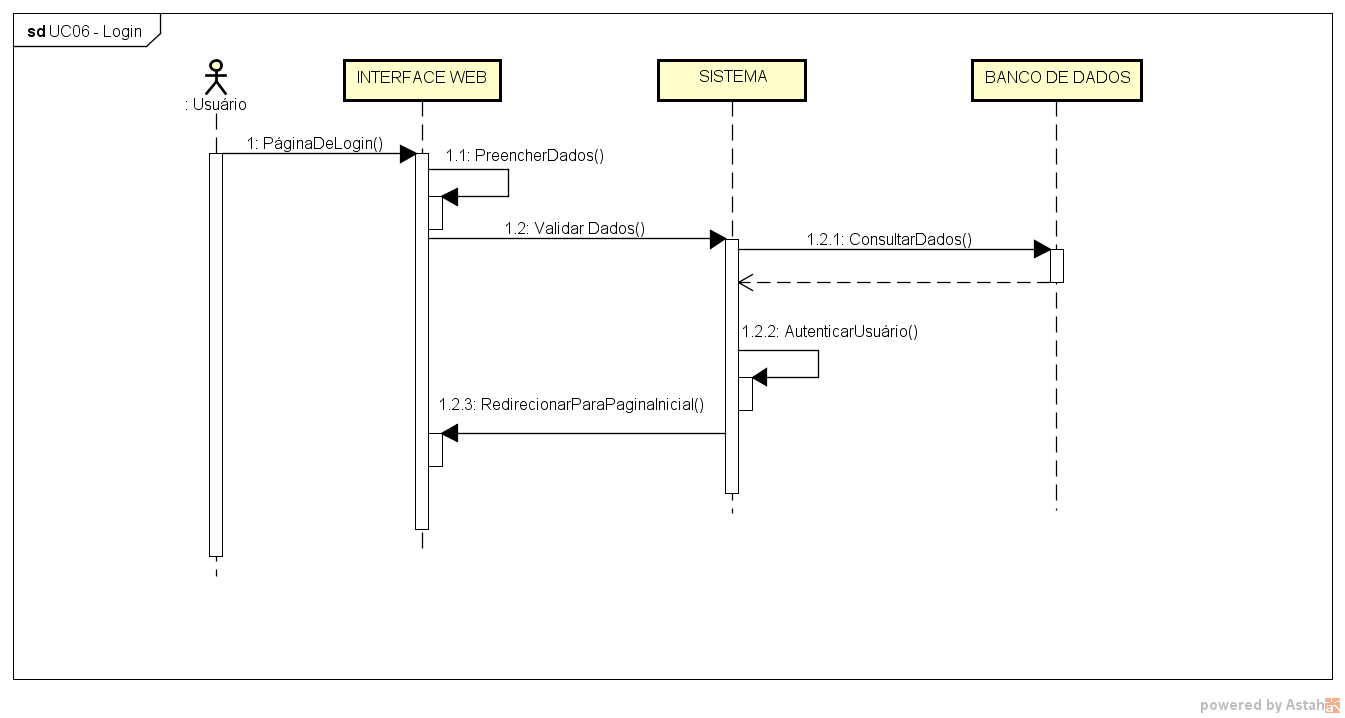 sd UC06 - Login
: Usuário
INTERFACE WEB
SISTEMA
BANCO DE DADOS
1: PáginaDeLogin()
1.1: PreencherDados()
1.2: Validar Dados()
1.2.1: ConsultarDados()
1.2.2: AutenticarUsuário()
1.2.3: RedirecionarParaPaginaInicial()
powered by Astah